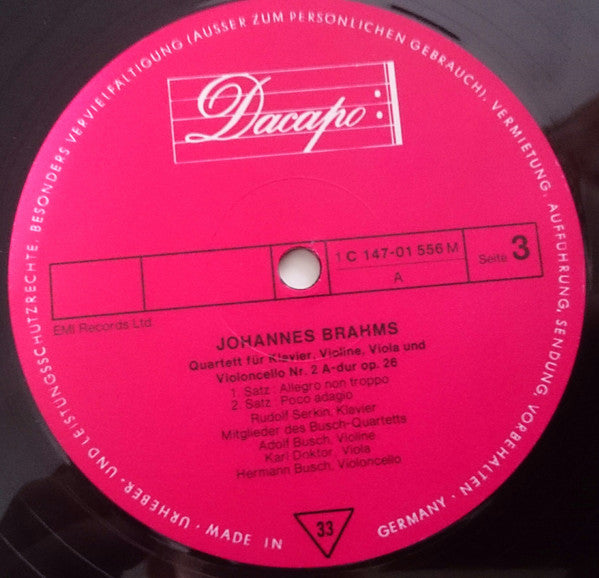 URHEBER- UND LEISTUNGSSCHUTZRECHTE, BESONDERS VERVIELFÄLTIGUNG (AUSSER ZUM PERSÖNLICHEN GEBRAUCH), VERMIETUNG, AUFFÜHRUNG, SENDUNG, VORBEHALTEN · MADE IN GERMANY ·
Dacapo
1 C 147-01 556 M
A
Seite 3
EMI Records Ltd.
JOHANNES BRAHMS
Quartett für Klavier, Violine, Viola und
Violoncello Nr. 2 A-dur op. 26
1. Satz: Allegro non troppo
2. Satz: Poco adagio
Rudolf Serkin, Klavier
Mitglieder des Busch-Quartetts
Adolf Busch, Violine
Karl Doktor, Viola
Hermann Busch, Violoncello
33